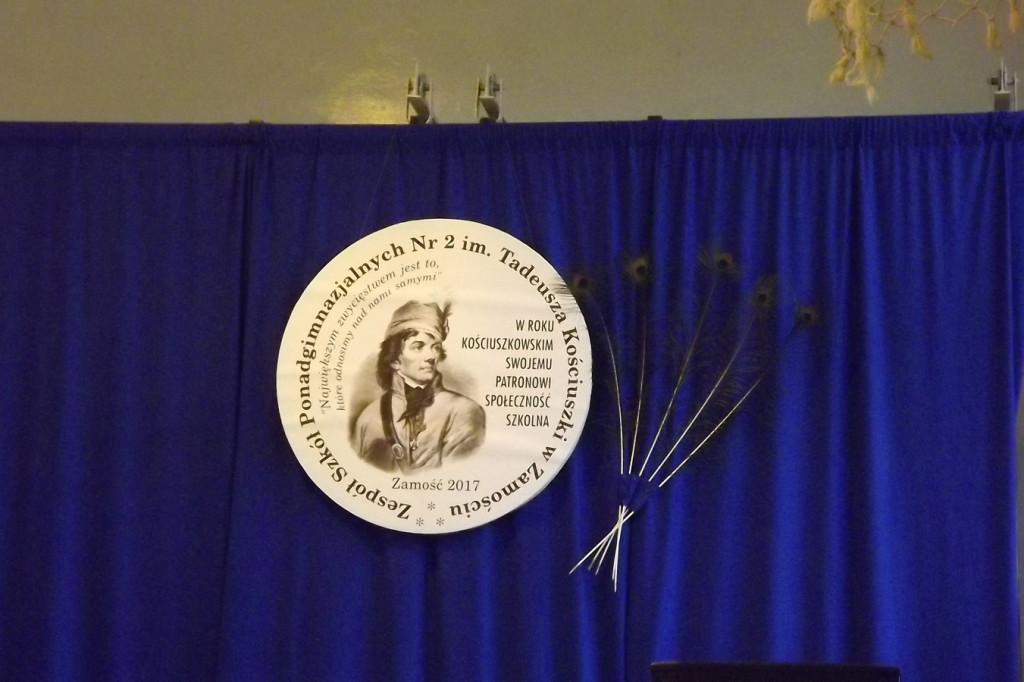 Zespół Szkół Ponadgimnazjalnych Nr 2 im. Tadeusza Kościuszki w Zamościu
"Największym zwycięstwem jest to,
które odnosimy nad nami samymi"
W ROKU
KOŚCIUSZKOWSKIM
SWOJEMU
PATRONOWI
SPOŁECZNOŚĆ
SZKOLNA
Zamość 2017